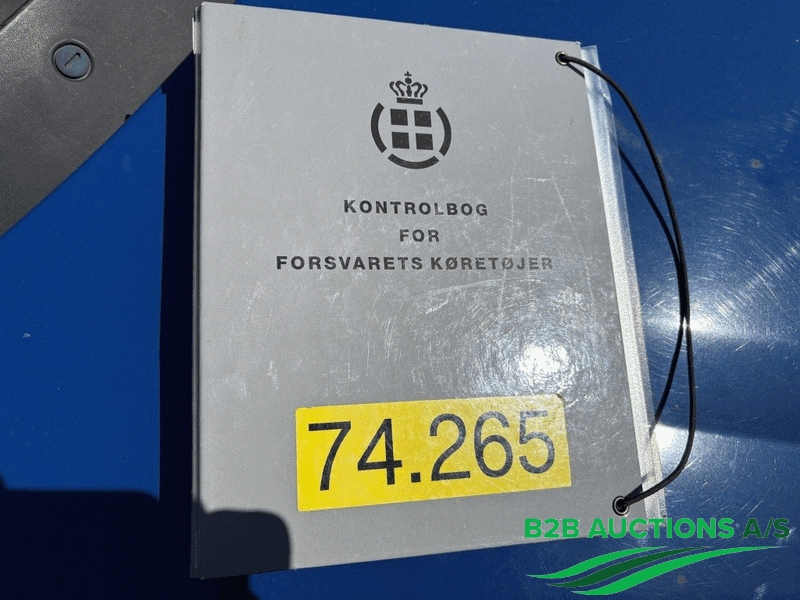 KONTROLBOG
FOR
FORSVARETS KØRETØJER
74.265
B2B AUCTIONS A/S